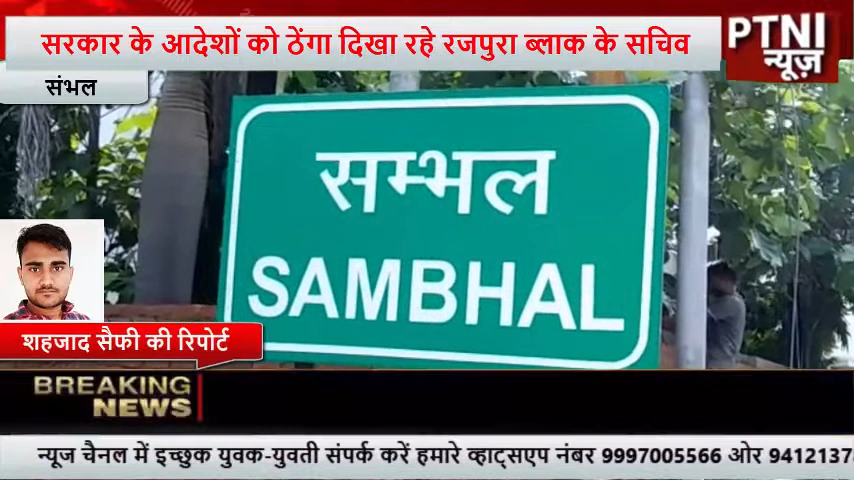 सरकार के आदेशों को ठेंगा दिखा रहे रजपुरा ब्लाक के सचिव
PTNI
न्यूज़
संभल
सम्भल
SAMBHAL
शहजाद सैफी की रिपोर्ट
BREAKING
NEWS
न्यूज चैनल में इच्छुक युवक-युवती संपर्क करें हमारे व्हाट्सएप नंबर 9997005566 ओर 9412137